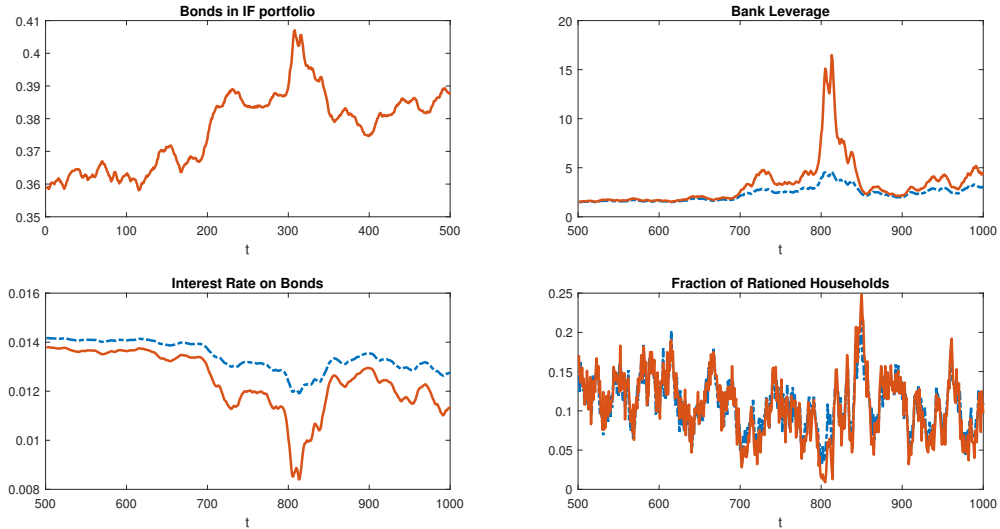 Bonds in IF portfolio
0.41
0.4
0.39
0.38
0.37
0.36
0.35
0 100 200 300 400 500
t
Bank Leverage
20
15
10
5
0
500 600 700 800 900 1000
t
Interest Rate on Bonds
0.016
0.014
0.012
0.01
0.008
500 600 700 800 900 1000
t
Fraction of Rationed Households
0.25
0.2
0.15
0.1
0.05
0
500 600 700 800 900 1000
t